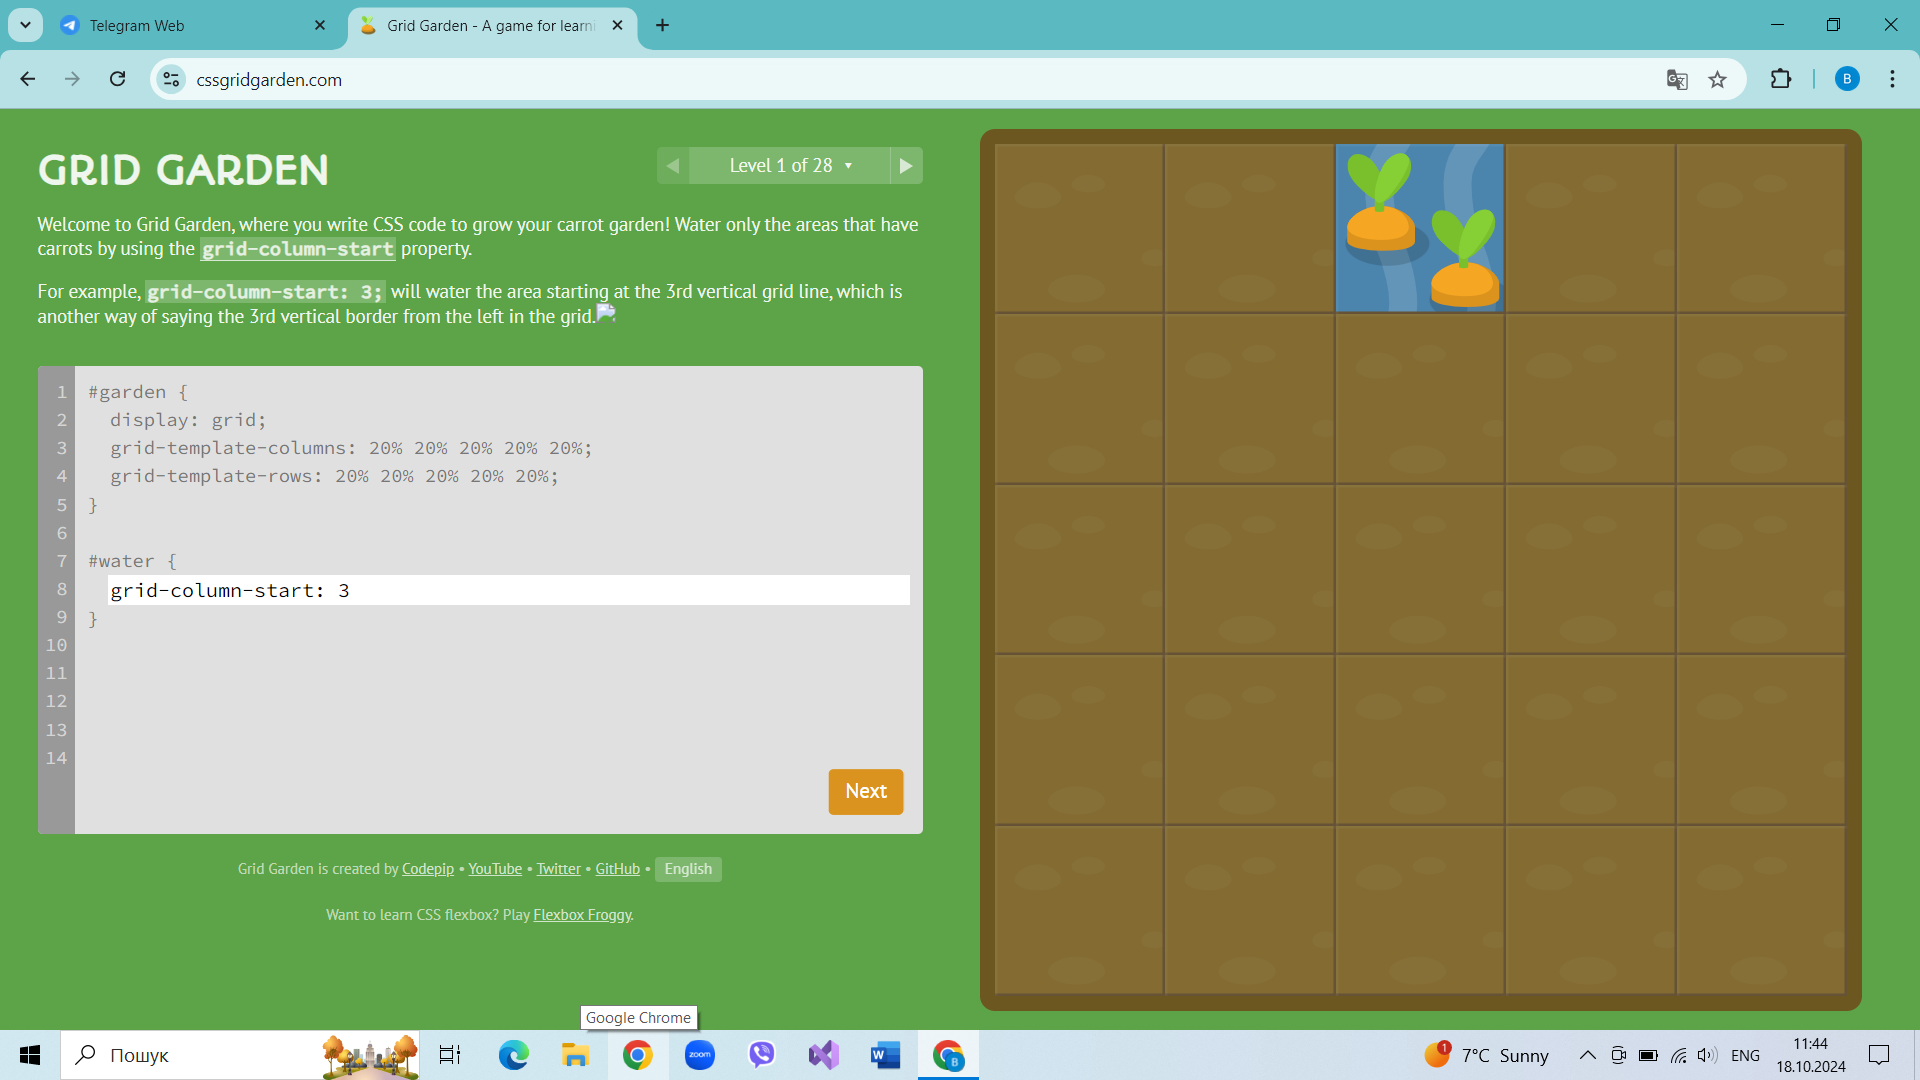 Telegram Web
Grid Garden - A game for learni
cssgridgarden.com
B
GRID GARDEN
Level 1 of 28
Welcome to Grid Garden, where you write CSS code to grow your carrot garden! Water only the areas that have
carrots by using the grid-column-start property.
For example, grid-column-start: 3; will water the area starting at the 3rd vertical grid line, which is
another way of saying the 3rd vertical border from the left in the grid.
1 #garden {
2 display: grid;
3 grid-template-columns: 20% 20% 20% 20% 20%;
4 grid-template-rows: 20% 20% 20% 20% 20%;
5 }
6
7 #water {
8 grid-column-start: 3
9 }
10
11
12
13
14
Next
Grid Garden is created by Codepip • YouTube • Twitter • GitHub • English
Want to learn CSS flexbox? Play Flexbox Froggy.
Google Chrome
Пошук
zoom
W
B
1
7°C Sunny
ENG
11:44
18.10.2024